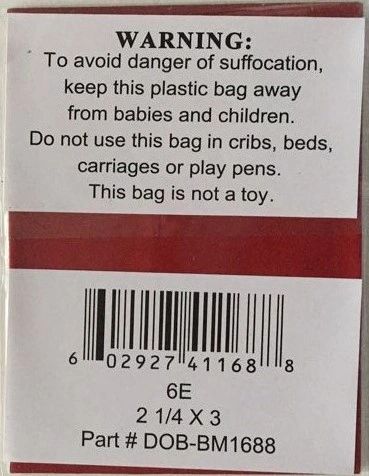 WARNING:
To avoid danger of suffocation,
keep this plastic bag away
from babies and children.
Do not use this bag in cribs, beds,
carriages or play pens.
This bag is not a toy.
6 02927 41168 8
6E
2 1/4 X 3
Part # DOB-BM1688